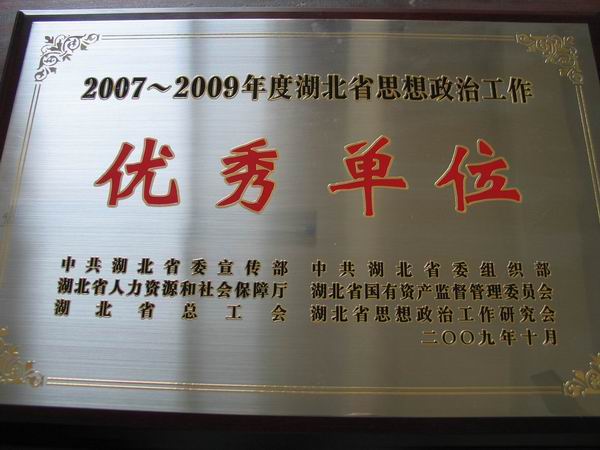 2007～2009年度湖北省思想政治工作
优秀单位
中共湖北省委宣传部 中共湖北省委组织部
湖北省人力资源和社会保障厅 湖北省国有资产监督管理委员会
湖北省总工会 湖北省思想政治工作研究会
二〇〇九年十月